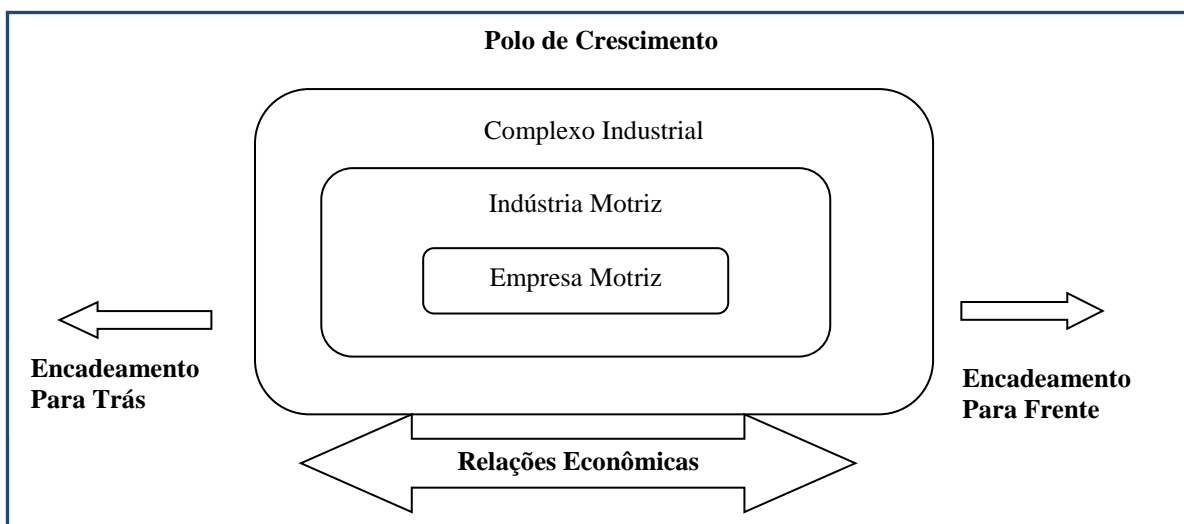 Polo de Crescimento
Complexo Industrial
Indústria Motriz
Empresa Motriz
Encadeamento
Para Trás
Encadeamento
Para Frente
Relações Econômicas